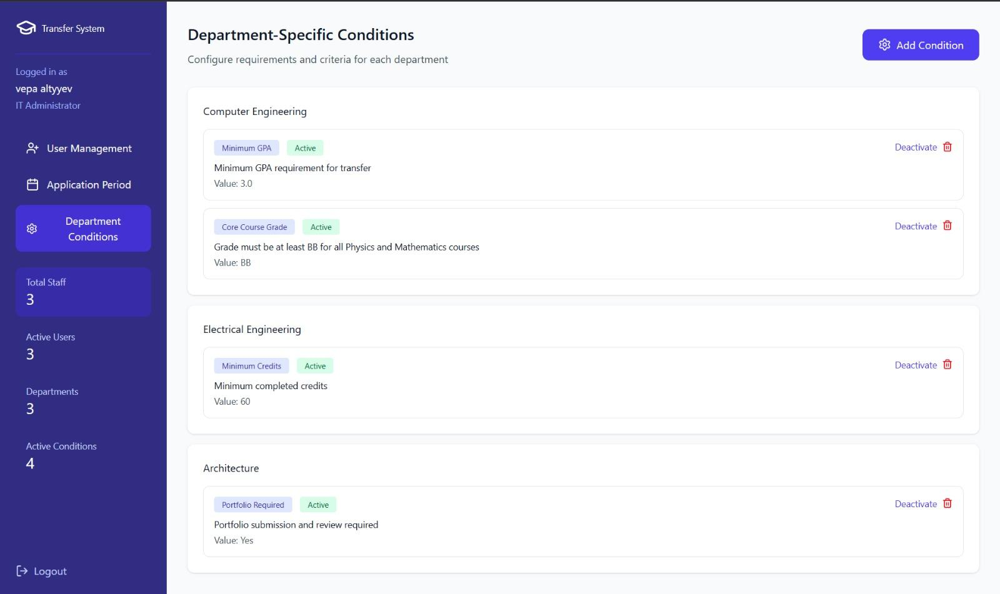 Transfer System
Logged in as
vepa altyyev
IT Administrator
User Management
Application Period
Department
Conditions
Total Staff
3
Active Users
3
Departments
3
Active Conditions
4
Logout
Department-Specific Conditions
Configure requirements and criteria for each department
Add Condition
Computer Engineering
Minimum GPA Active Deactivate
Minimum GPA requirement for transfer
Value: 3.0
Core Course Grade Active Deactivate
Grade must be at least BB for all Physics and Mathematics courses
Value: BB
Electrical Engineering
Minimum Credits Active Deactivate
Minimum completed credits
Value: 60
Architecture
Portfolio Required Active Deactivate
Portfolio submission and review required
Value: Yes